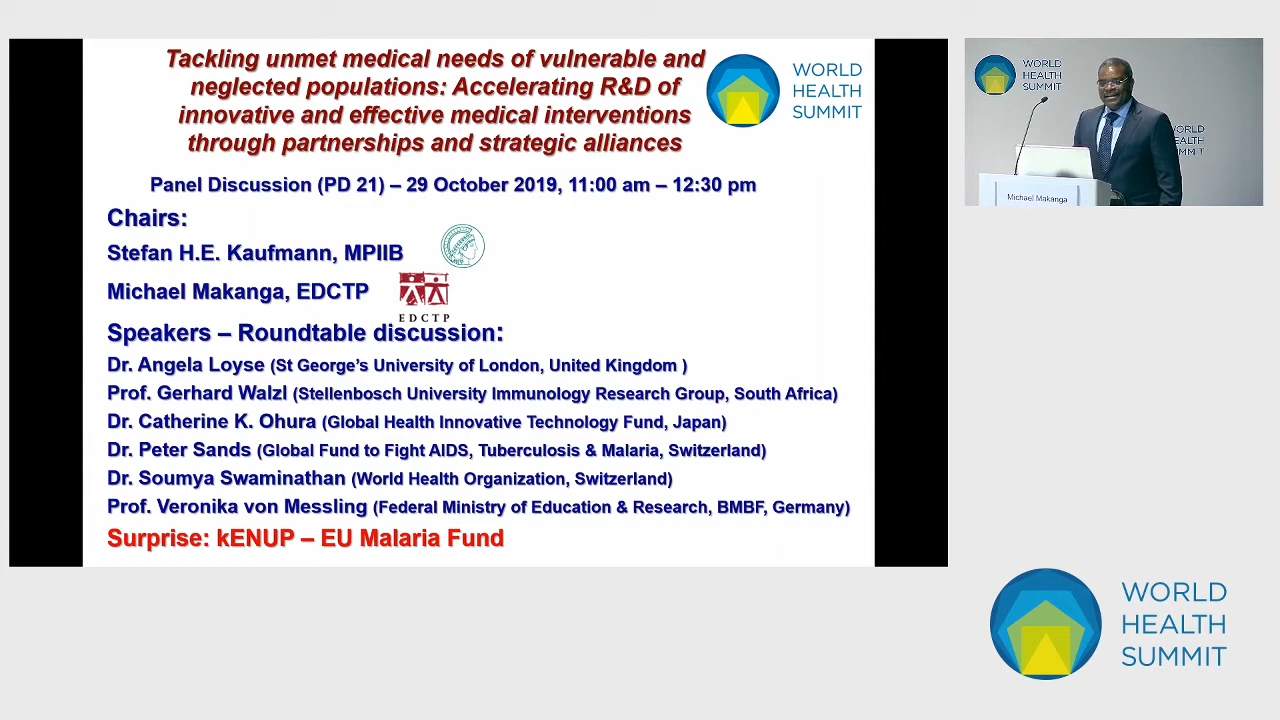 Tackling unmet medical needs of vulnerable and
neglected populations: Accelerating R&D of
innovative and effective medical interventions
through partnerships and strategic alliances
WORLD
HEALTH
SUMMIT
Panel Discussion (PD 21) – 29 October 2019, 11:00 am – 12:30 pm
Chairs:
Stefan H.E. Kaufmann, MPIIB
Michael Makanga, EDCTP
EDCTP
Speakers – Roundtable discussion:
Dr. Angela Loyse (St George's University of London, United Kingdom )
Prof. Gerhard Walzl (Stellenbosch University Immunology Research Group, South Africa)
Dr. Catherine K. Ohura (Global Health Innovative Technology Fund, Japan)
Dr. Peter Sands (Global Fund to Fight AIDS, Tuberculosis & Malaria, Switzerland)
Dr. Soumya Swaminathan (World Health Organization, Switzerland)
Prof. Veronika von Messling (Federal Ministry of Education & Research, BMBF, Germany)
Surprise: kENUP – EU Malaria Fund
WORLD
HEALTH
SUMMIT
Michael Makanga
WORLD
HEALTH
SUMMIT